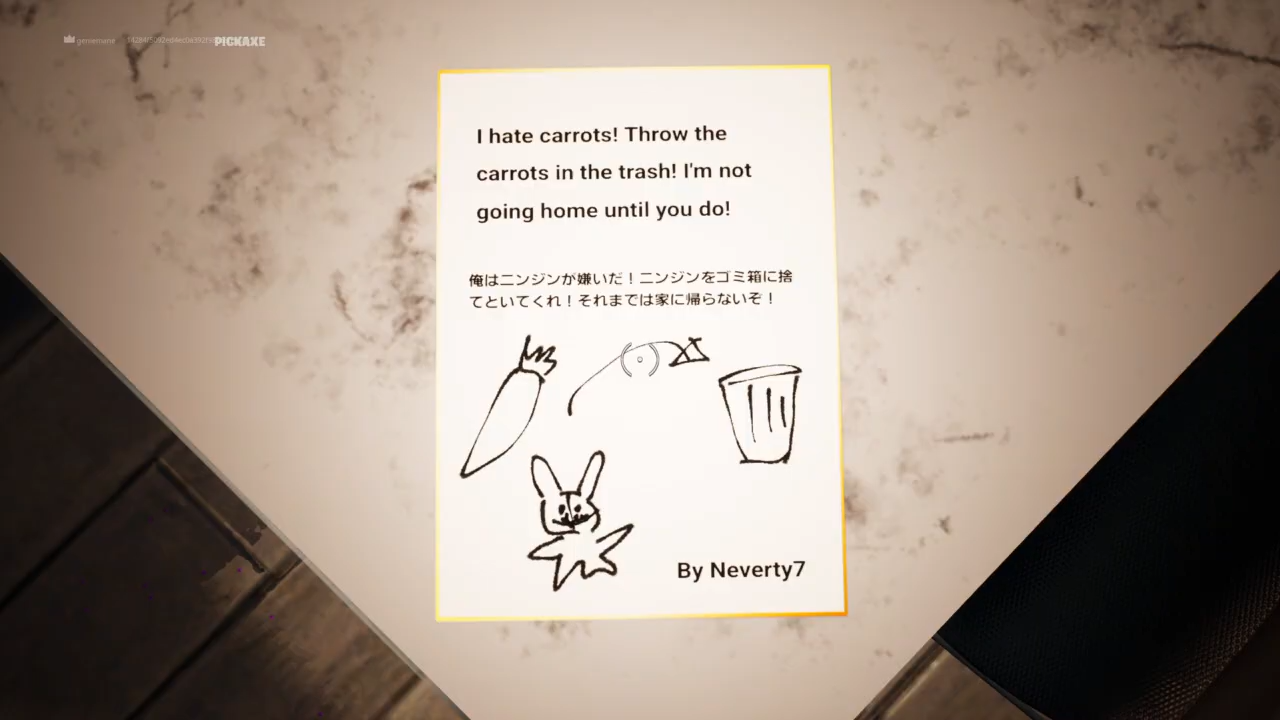 PICKAXE
I hate carrots! Throw the
carrots in the trash! I'm not
going home until you do!
俺はニンジンが嫌いだ！ニンジンをゴミ箱に捨
てといてくれ！それまでは家に帰らないぞ！
By Neverty7